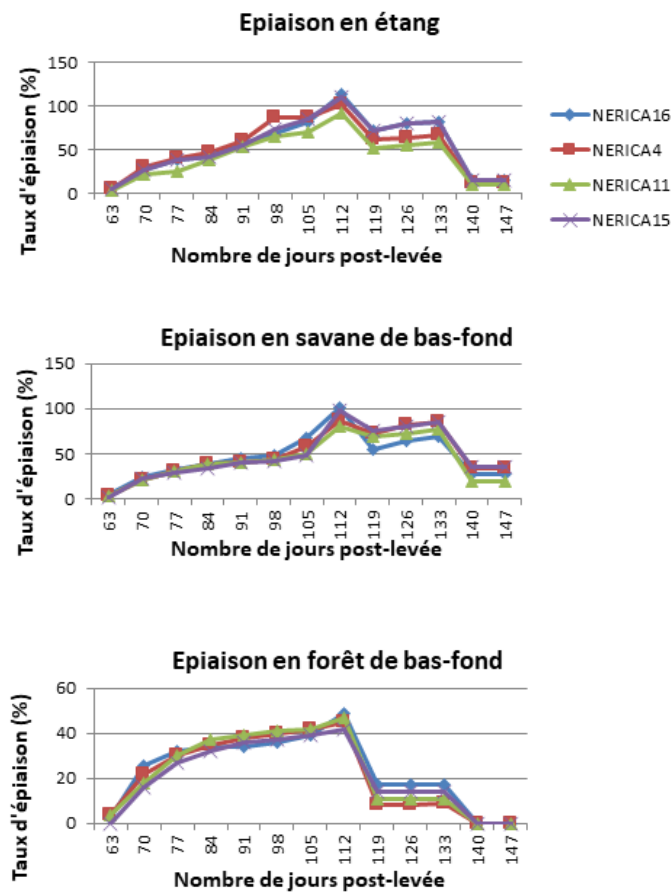 Epiaison en étang
Taux d'épiaison (%)
150
100
50
0
63 70 77 84 91 98 105 112 119 126 133 140 147
Nombre de jours post-levée
NERICA16
NERICA4
NERICA11
NERICA15
Epiaison en savane de bas-fond
Taux d'épiaison (%)
150
100
50
0
63 70 77 84 91 98 105 112 119 126 133 140 147
Nombre de jours post-levée
Epiaison en forêt de bas-fond
Taux d'épiaison (%)
60
40
20
0
63 70 77 84 91 98 105 112 119 126 133 140 147
Nombre de jours post-levée